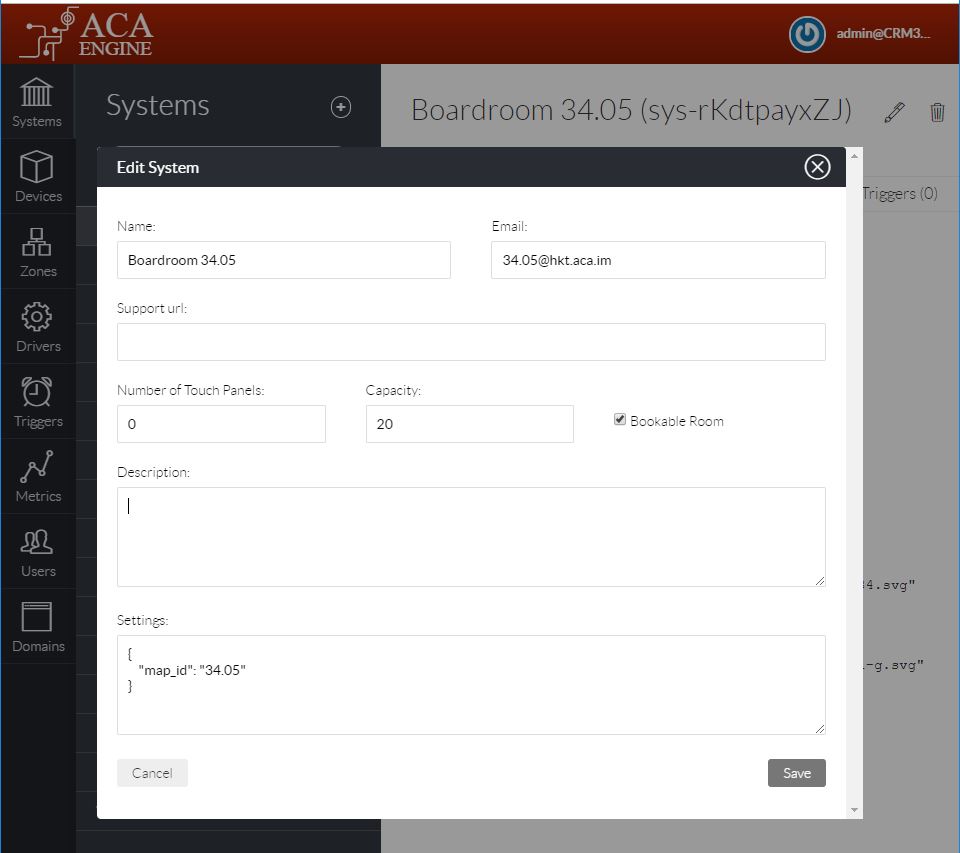 ACA
ENGINE
admin@CRM3...
Systems
Devices
Zones
Drivers
Triggers
Metrics
Users
Domains
Systems
Boardroom 34.05 (sys-rKdtpayxZJ)
Triggers (0)
4.svg"
-g.svg"
Edit System
Name:
Email:
Boardroom 34.05
34.05@hkt.aca.im
Support url:
Number of Touch Panels:
Capacity:
0
20
Bookable Room
Description:
Settings:
{
"map_id": "34.05"
}
Cancel
Save